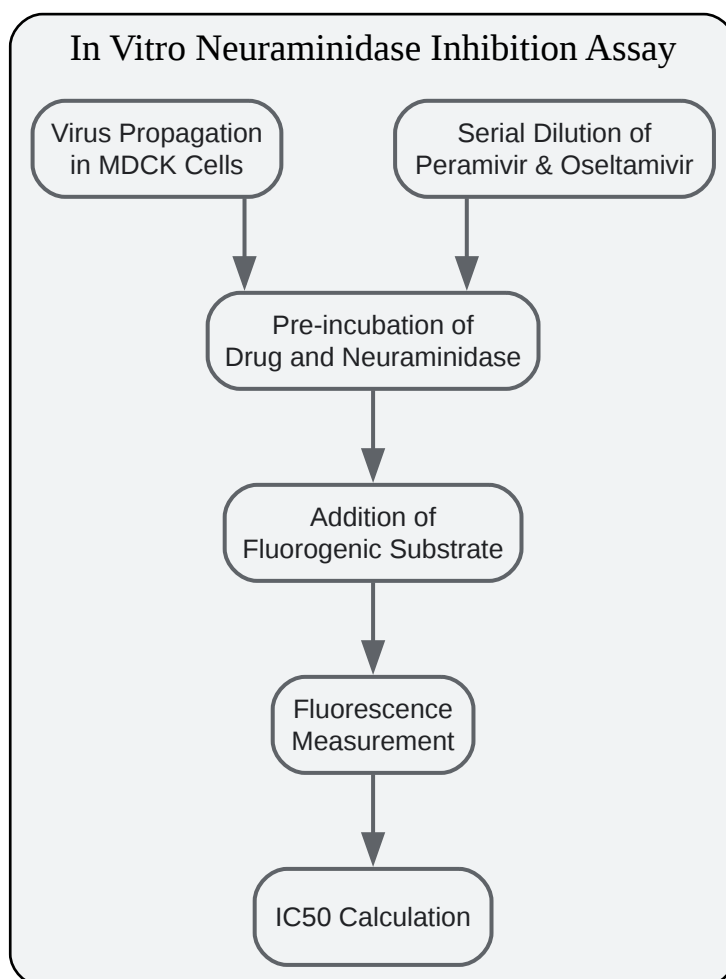 In Vitro Neuraminidase Inhibition Assay
Virus Propagation
in MDCK Cells
Serial Dilution of
Peramivir & Oseltamivir
Pre-incubation of
Drug and Neuraminidase
Addition of
Fluorogenic Substrate
Fluorescence
Measurement
IC50 Calculation